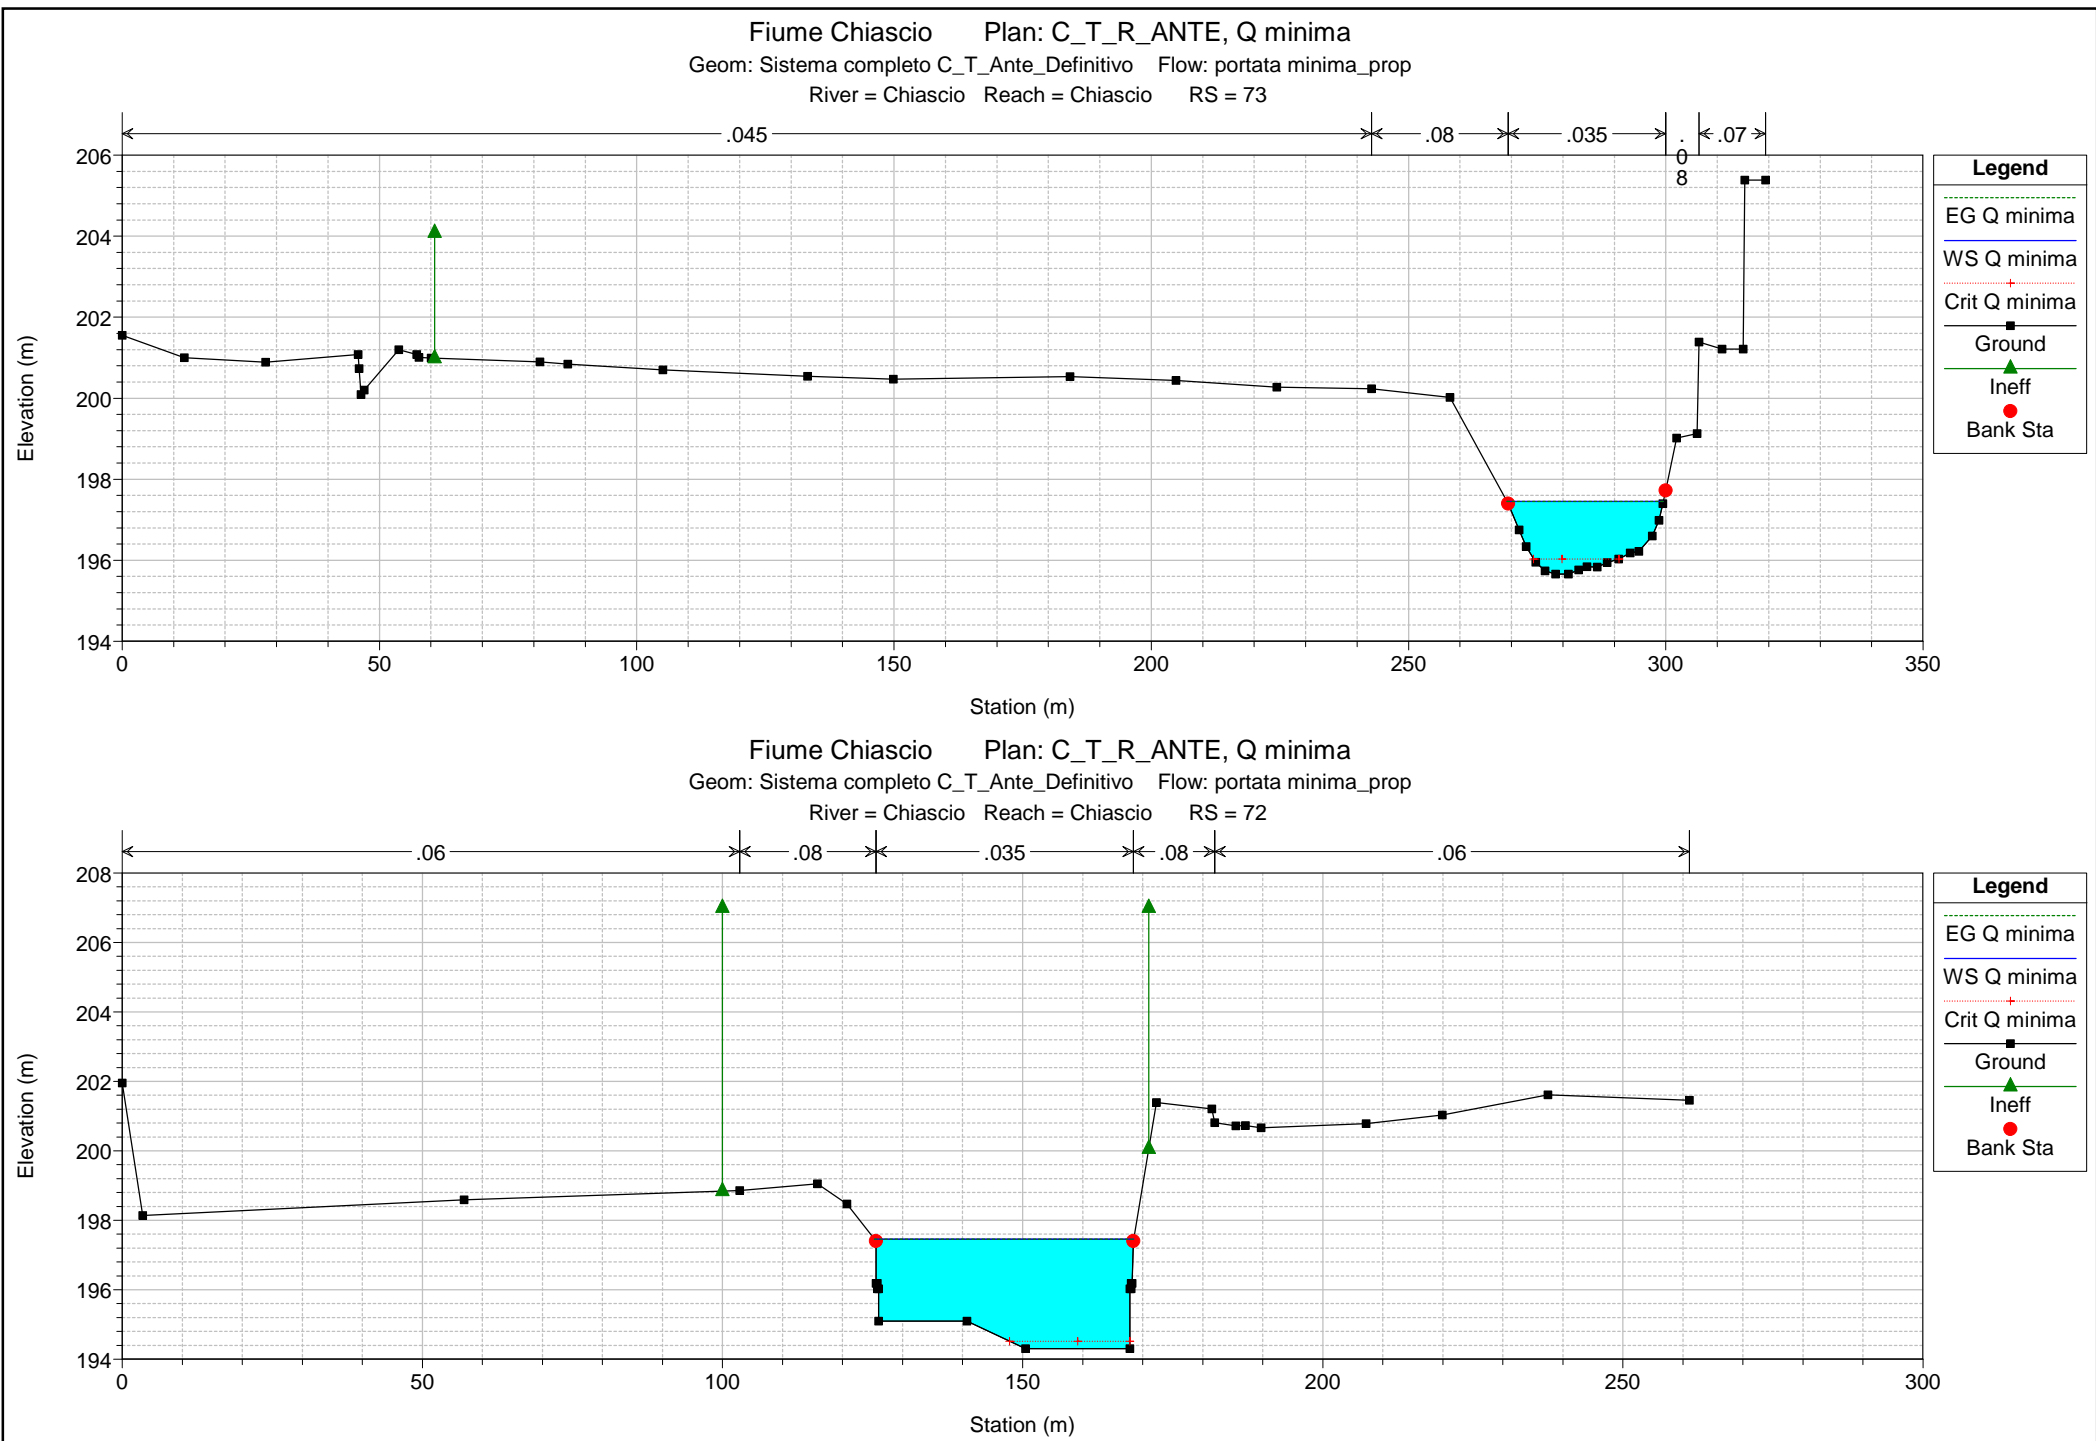 Fiume Chiascio Plan: C_T_R_ANTE, Q minima
Geom: Sistema completo C_T_Ante_Definitivo Flow: portata minima_prop
River = Chiascio Reach = Chiascio RS = 73
.045 .08 .035 .08 .07
206
204
202
200
198
196
194
Elevation (m)
0 50 100 150 200 250 300 350
Station (m)
Legend
EG Q minima
WS Q minima
Crit Q minima
Ground
Ineff
Bank Sta
Fiume Chiascio Plan: C_T_R_ANTE, Q minima
Geom: Sistema completo C_T_Ante_Definitivo Flow: portata minima_prop
River = Chiascio Reach = Chiascio RS = 72
.06 .08 .035 .08 .06
208
206
204
202
200
198
196
194
Elevation (m)
0 50 100 150 200 250 300
Station (m)
Legend
EG Q minima
WS Q minima
Crit Q minima
Ground
Ineff
Bank Sta